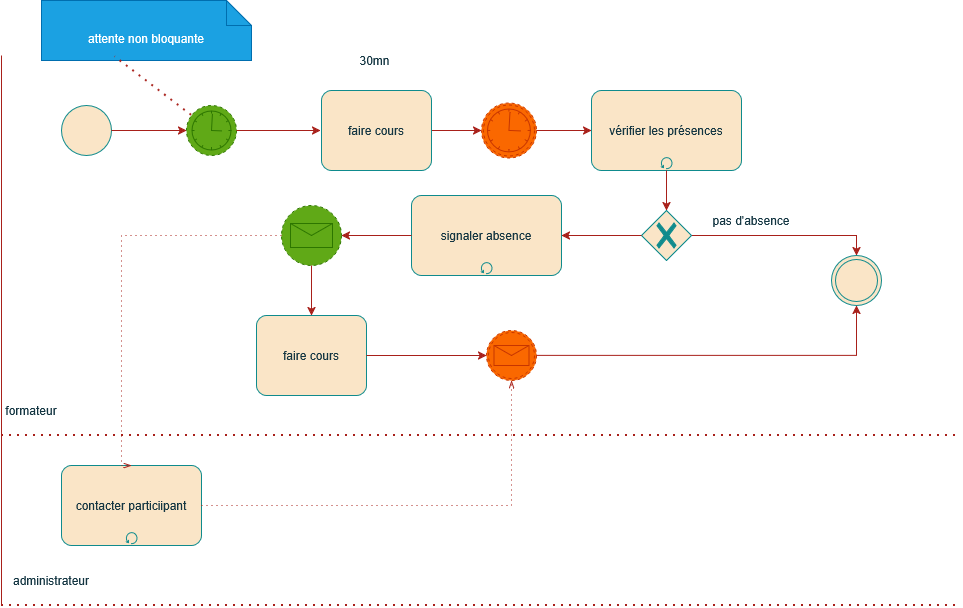 attente non bloquante
30mn
faire cours
vérifier les présences
pas d'absence
signaler absence
faire cours
formateur
contacter particiipant
administrateur